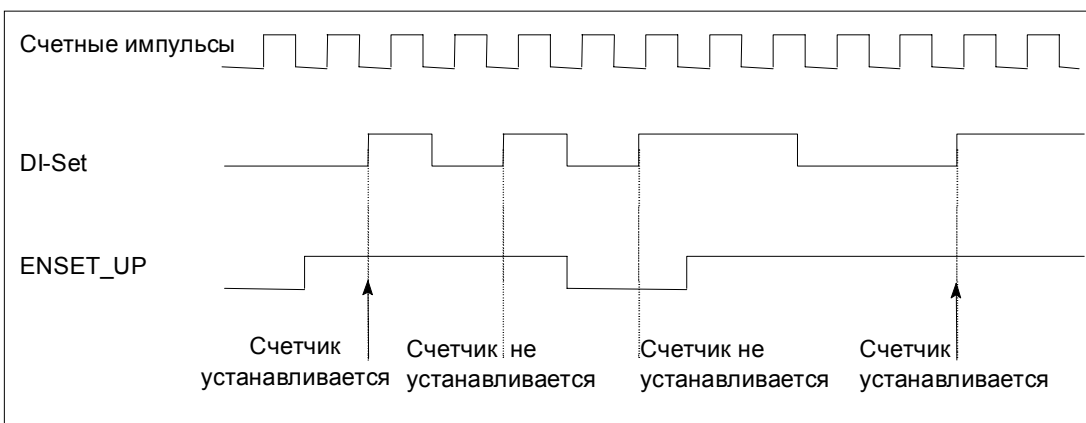 Счетные импульсы
DI-Set
ENSET_UP
Счетчик
устанавливается
Счетчик не
устанавливается
Счетчик не
устанавливается
Счетчик
устанавливается